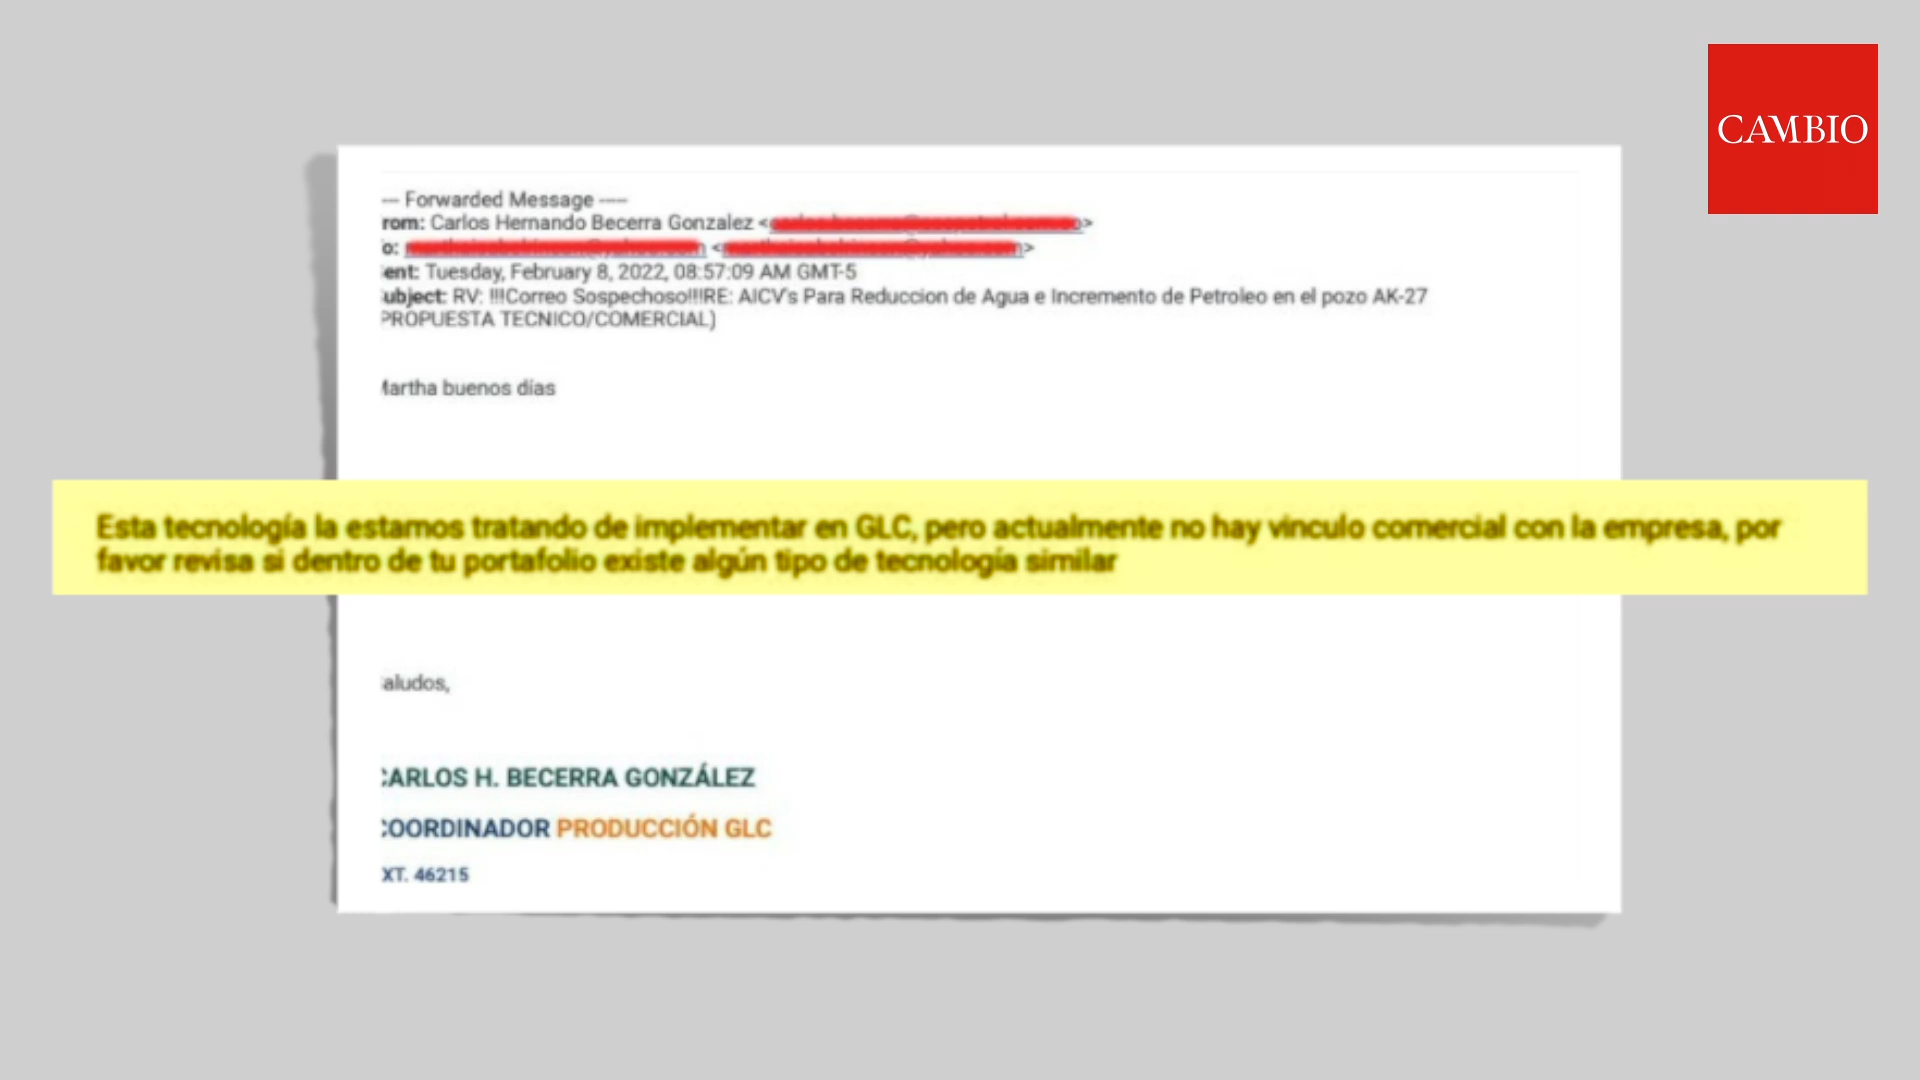 CAMBIO
--- Forwarded Message ----
rom: Carlos Hernando Becerra Gonzalez < >
o: < >
ent: Tuesday, February 8, 2022, 08:57:09 AM GMT-5
ubject: RV: !!!Correo Sospechoso!!!RE: AICV's Para Reduccion de Agua e Incremento de Petroleo en el pozo AK-27
PROPUESTA TECNICO/COMERCIAL)
Martha buenos días
Esta tecnología la estamos tratando de implementar en GLC, pero actualmente no hay vinculo comercial con la empresa, por
favor revisa si dentro de tu portafolio existe algún tipo de tecnología similar
aludos,
CARLOS H. BECERRA GONZÁLEZ
COORDINADOR PRODUCCIÓN GLC
XT. 46215